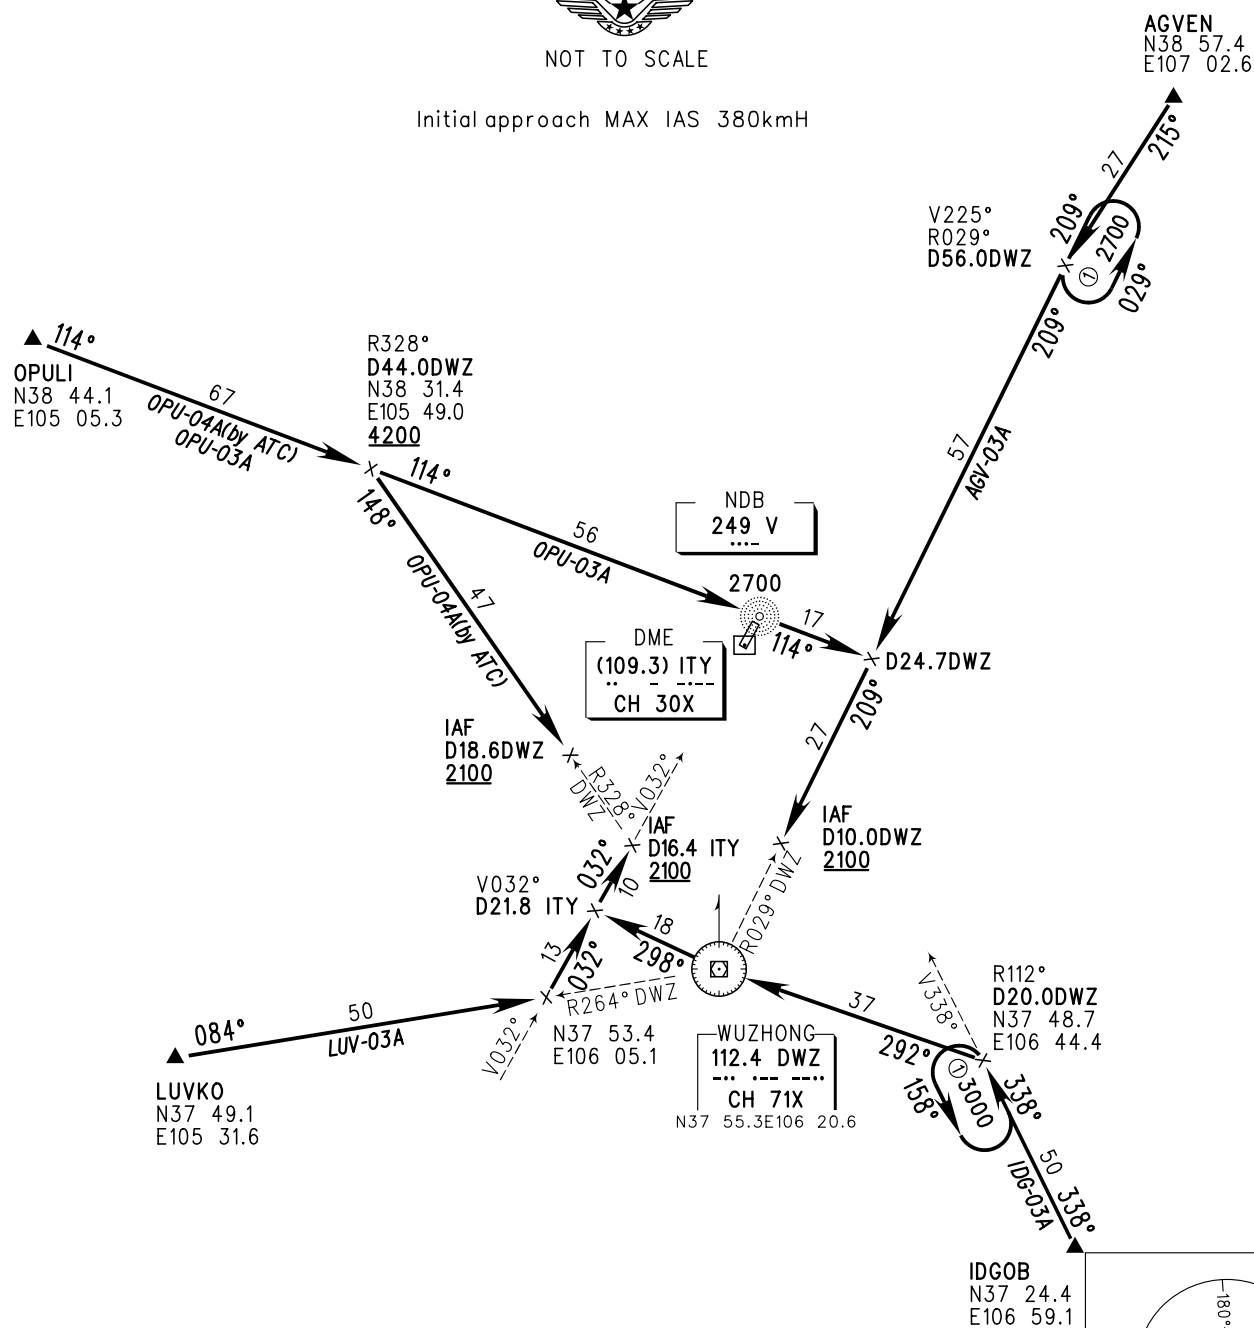 NOT TO SCALE
Initial approach MAX IAS 380kmH
AGVEN
N38 57.4
E107 02.6
215°
27
209°
① 2700
029°
V225°
R029°
D56.0DWZ
209°
57
AGV-03A
114°
OPULI
N38 44.1
E105 05.3
67
OPU-04A(by ATC)
OPU-03A
R328°
D44.0DWZ
N38 31.4
E105 49.0
4200
114°
148°
56
OPU-03A
47
OPU-04A(by ATC)
NDB
249 V
···–
2700
17
114°
DME
(109.3) ITY
·· – –·––
CH 30X
D24.7DWZ
209°
27
IAF
D18.6DWZ
2100
R328°
DWZ
V032°
IAF
D16.4 ITY
2100
032°
10
IAF
D10.0DWZ
2100
R029°DWZ
V032°
D21.8 ITY
18
298°
13
032°
R264°DWZ
N37 53.4
E106 05.1
V032°
50
084°
LUV-03A
LUVKO
N37 49.1
E105 31.6
WUZHONG
112.4 DWZ
–·· ·–– ––··
CH 71X
N37 55.3E106 20.6
37
292°
V338°
R112°
D20.0DWZ
N37 48.7
E106 44.4
① 3000
158°
338°
50
IDG-03A
338°
IDGOB
N37 24.4
E106 59.1
180°